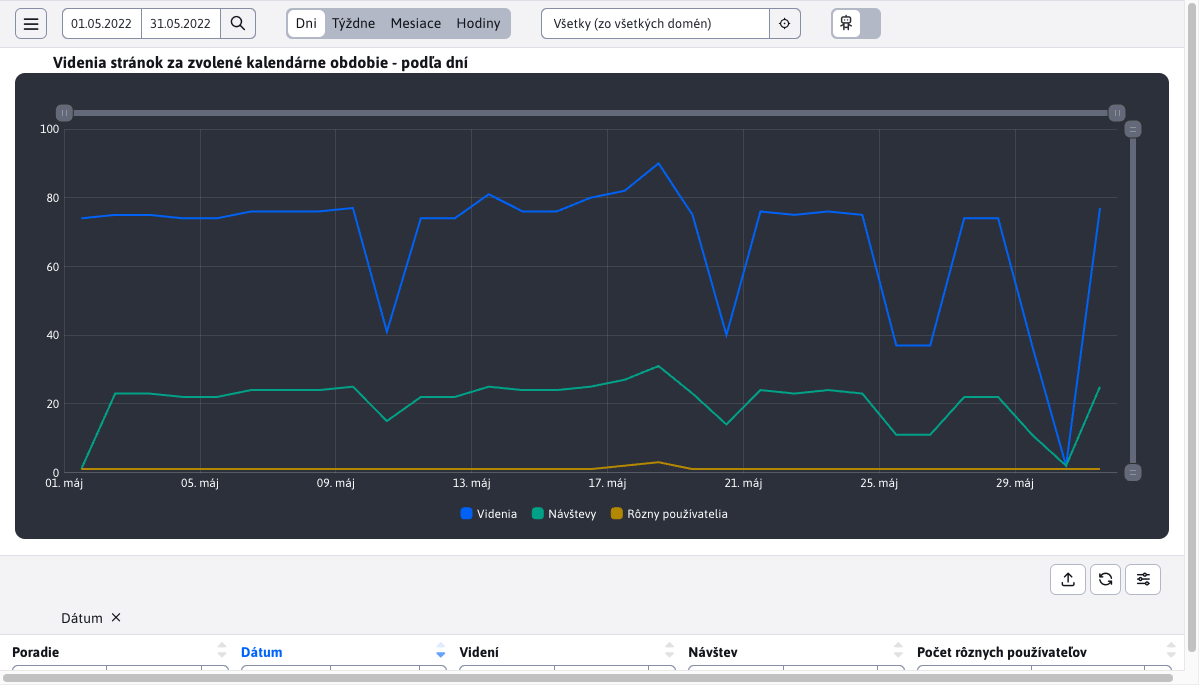 01.05.2022 31.05.2022 Dni Týždne Mesiace Hodiny Všetky (zo všetkých domén)
Videnia stránok za zvolené kalendárne obdobie - podľa dní
100
80
60
40
20
0
01. máj 05. máj 09. máj 13. máj 17. máj 21. máj 25. máj 29. máj
Videnia Návštevy Rôzny používatelia
Dátum ×
Poradie Dátum Videní Návštev Počet rôznych používateľov